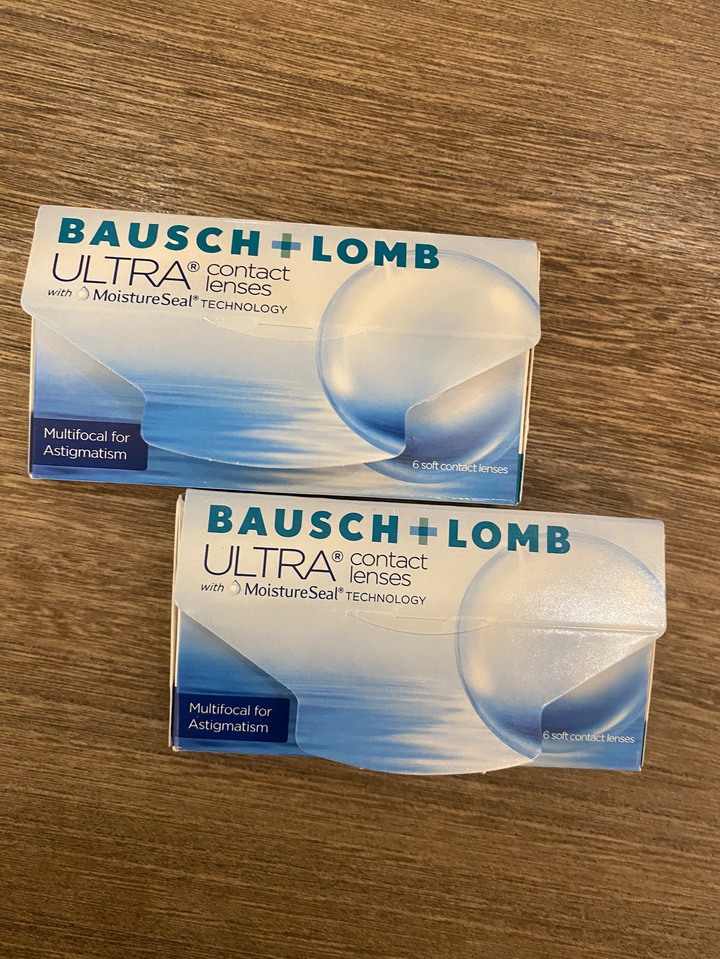 BAUSCH + LOMB
ULTRA® contact lenses
with MoistureSeal® TECHNOLOGY
Multifocal for
Astigmatism
6 soft contact lenses
BAUSCH + LOMB
ULTRA® contact lenses
with MoistureSeal® TECHNOLOGY
Multifocal for
Astigmatism
6 soft contact lenses